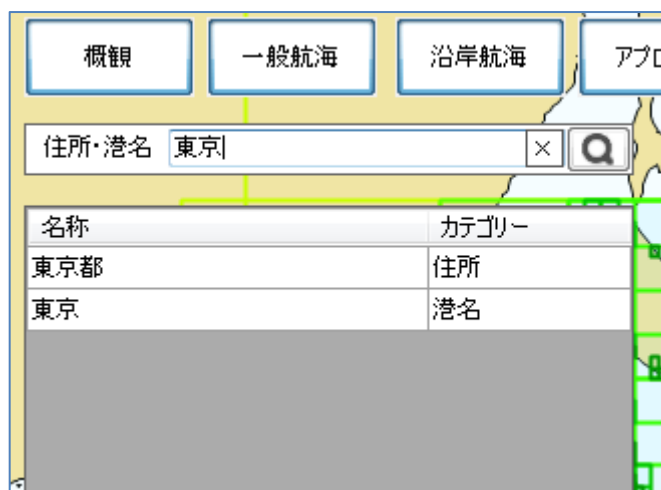 概観 一般航海 沿岸航海 アプロ
住所・港名 東京
名称 カテゴリー
東京都 住所
東京 港名